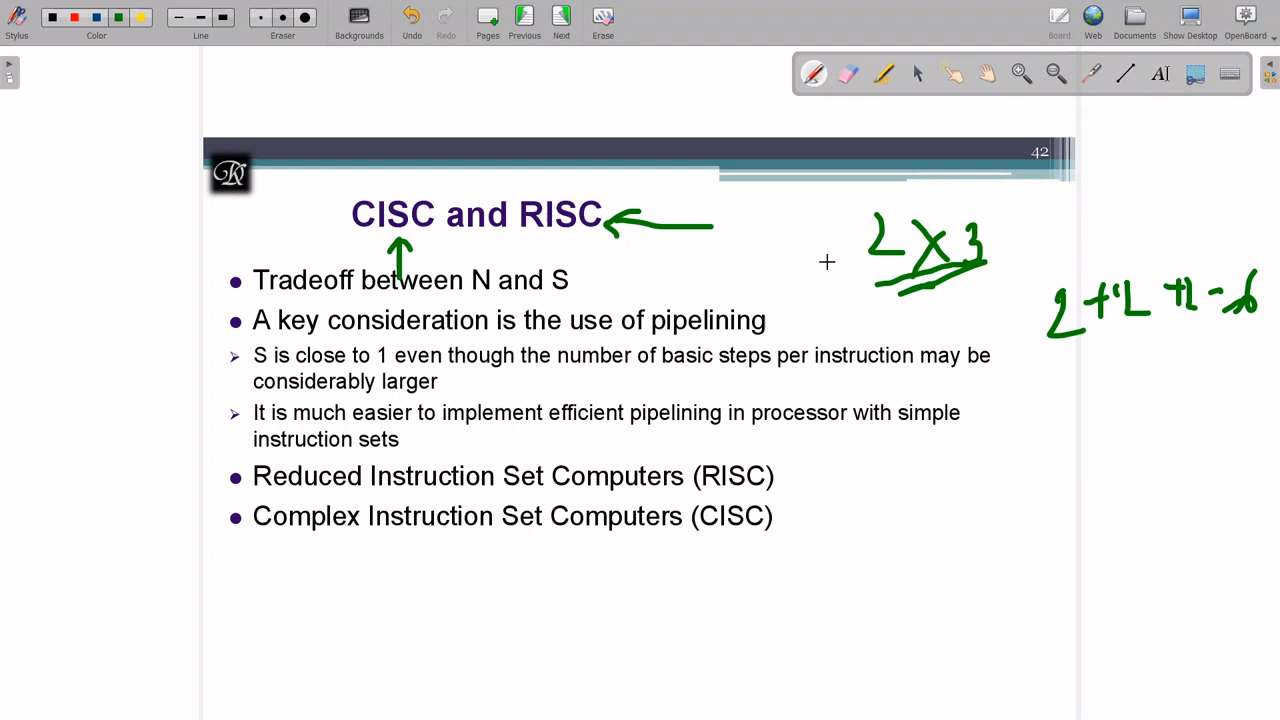 Stylus Color Line Eraser Backgrounds Undo Redo Pages Previous Next Erase Board Web Documents Show Desktop OpenBoard
42
CISC and RISC
2 X 3
Tradeoff between N and S
2 + 2 + 2 = 6
A key consideration is the use of pipelining
S is close to 1 even though the number of basic steps per instruction may be
considerably larger
It is much easier to implement efficient pipelining in processor with simple
instruction sets
Reduced Instruction Set Computers (RISC)
Complex Instruction Set Computers (CISC)